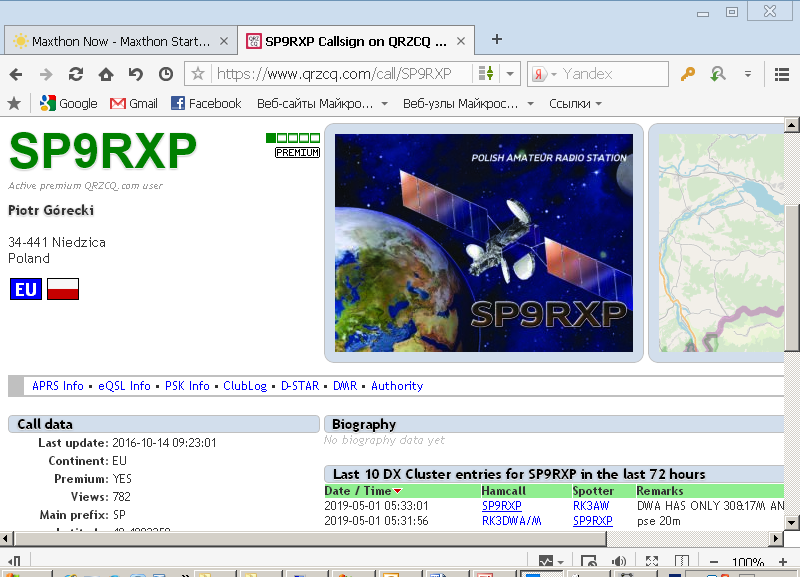 Maxthon Now - Maxthon Start...
SP9RXP Callsign on QRZCQ ...
https://www.qrzcq.com/call/SP9RXP
Yandex
Google
Gmail
Facebook
Веб-сайты Майкро...
Веб-узлы Майкрос...
Ссылки
SP9RXP
PREMIUM
Active premium QRZCQ.com user
Piotr Górecki
34-441 Niedzica
Poland
EU
POLISH AMATEUR RADIO STATION
SP9RXP
APRS Info • eQSL Info • PSK Info • ClubLog • D-STAR • DMR • Authority
Call data
Last update: 2016-10-14 09:23:01
Continent: EU
Premium: YES
Views: 782
Main prefix: SP
Biography
No biography data yet
Last 10 DX Cluster entries for SP9RXP in the last 72 hours
Date / Time Hamcall Spotter Remarks
2019-05-01 05:33:01 SP9RXP RK3AW DWA HAS ONLY 30&17M AN
2019-05-01 05:31:56 RK3DWA/M SP9RXP pse 20m
100%